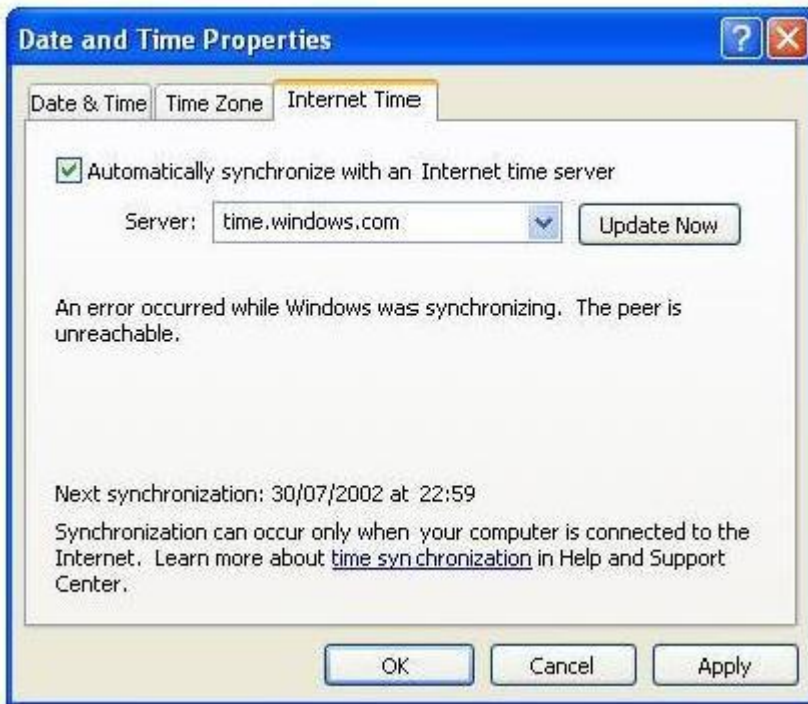 Date and Time Properties
Date & Time Time Zone Internet Time
Automatically synchronize with an Internet time server
Server: time.windows.com Update Now
An error occurred while Windows was synchronizing. The peer is
unreachable.
Next synchronization: 30/07/2002 at 22:59
Synchronization can occur only when your computer is connected to the
Internet. Learn more about time synchronization in Help and Support
Center.
OK Cancel Apply